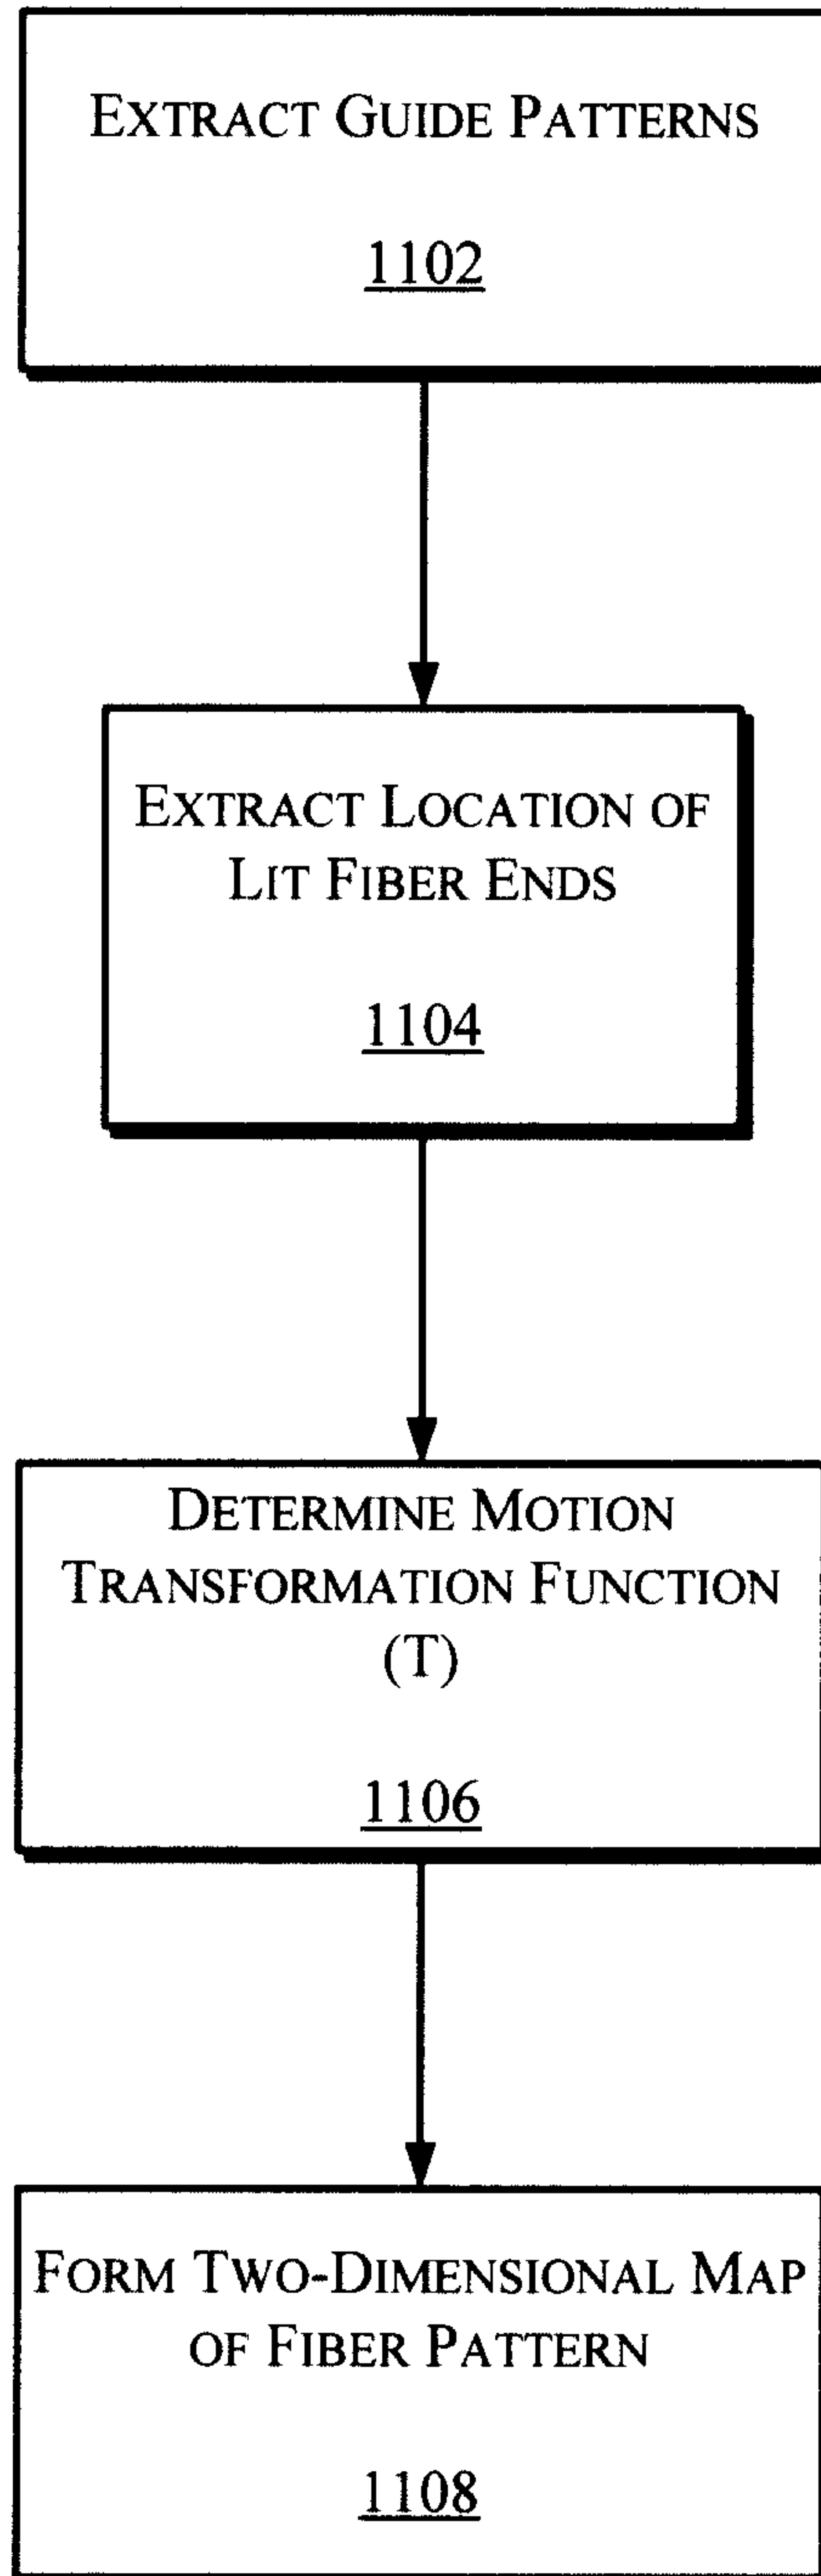 EXTRACT GUIDE PATTERNS
1102
EXTRACT LOCATION OF
LIT FIBER ENDS
1104
DETERMINE MOTION
TRANSFORMATION FUNCTION
(T)
1106
FORM TWO-DIMENSIONAL MAP
OF FIBER PATTERN
1108